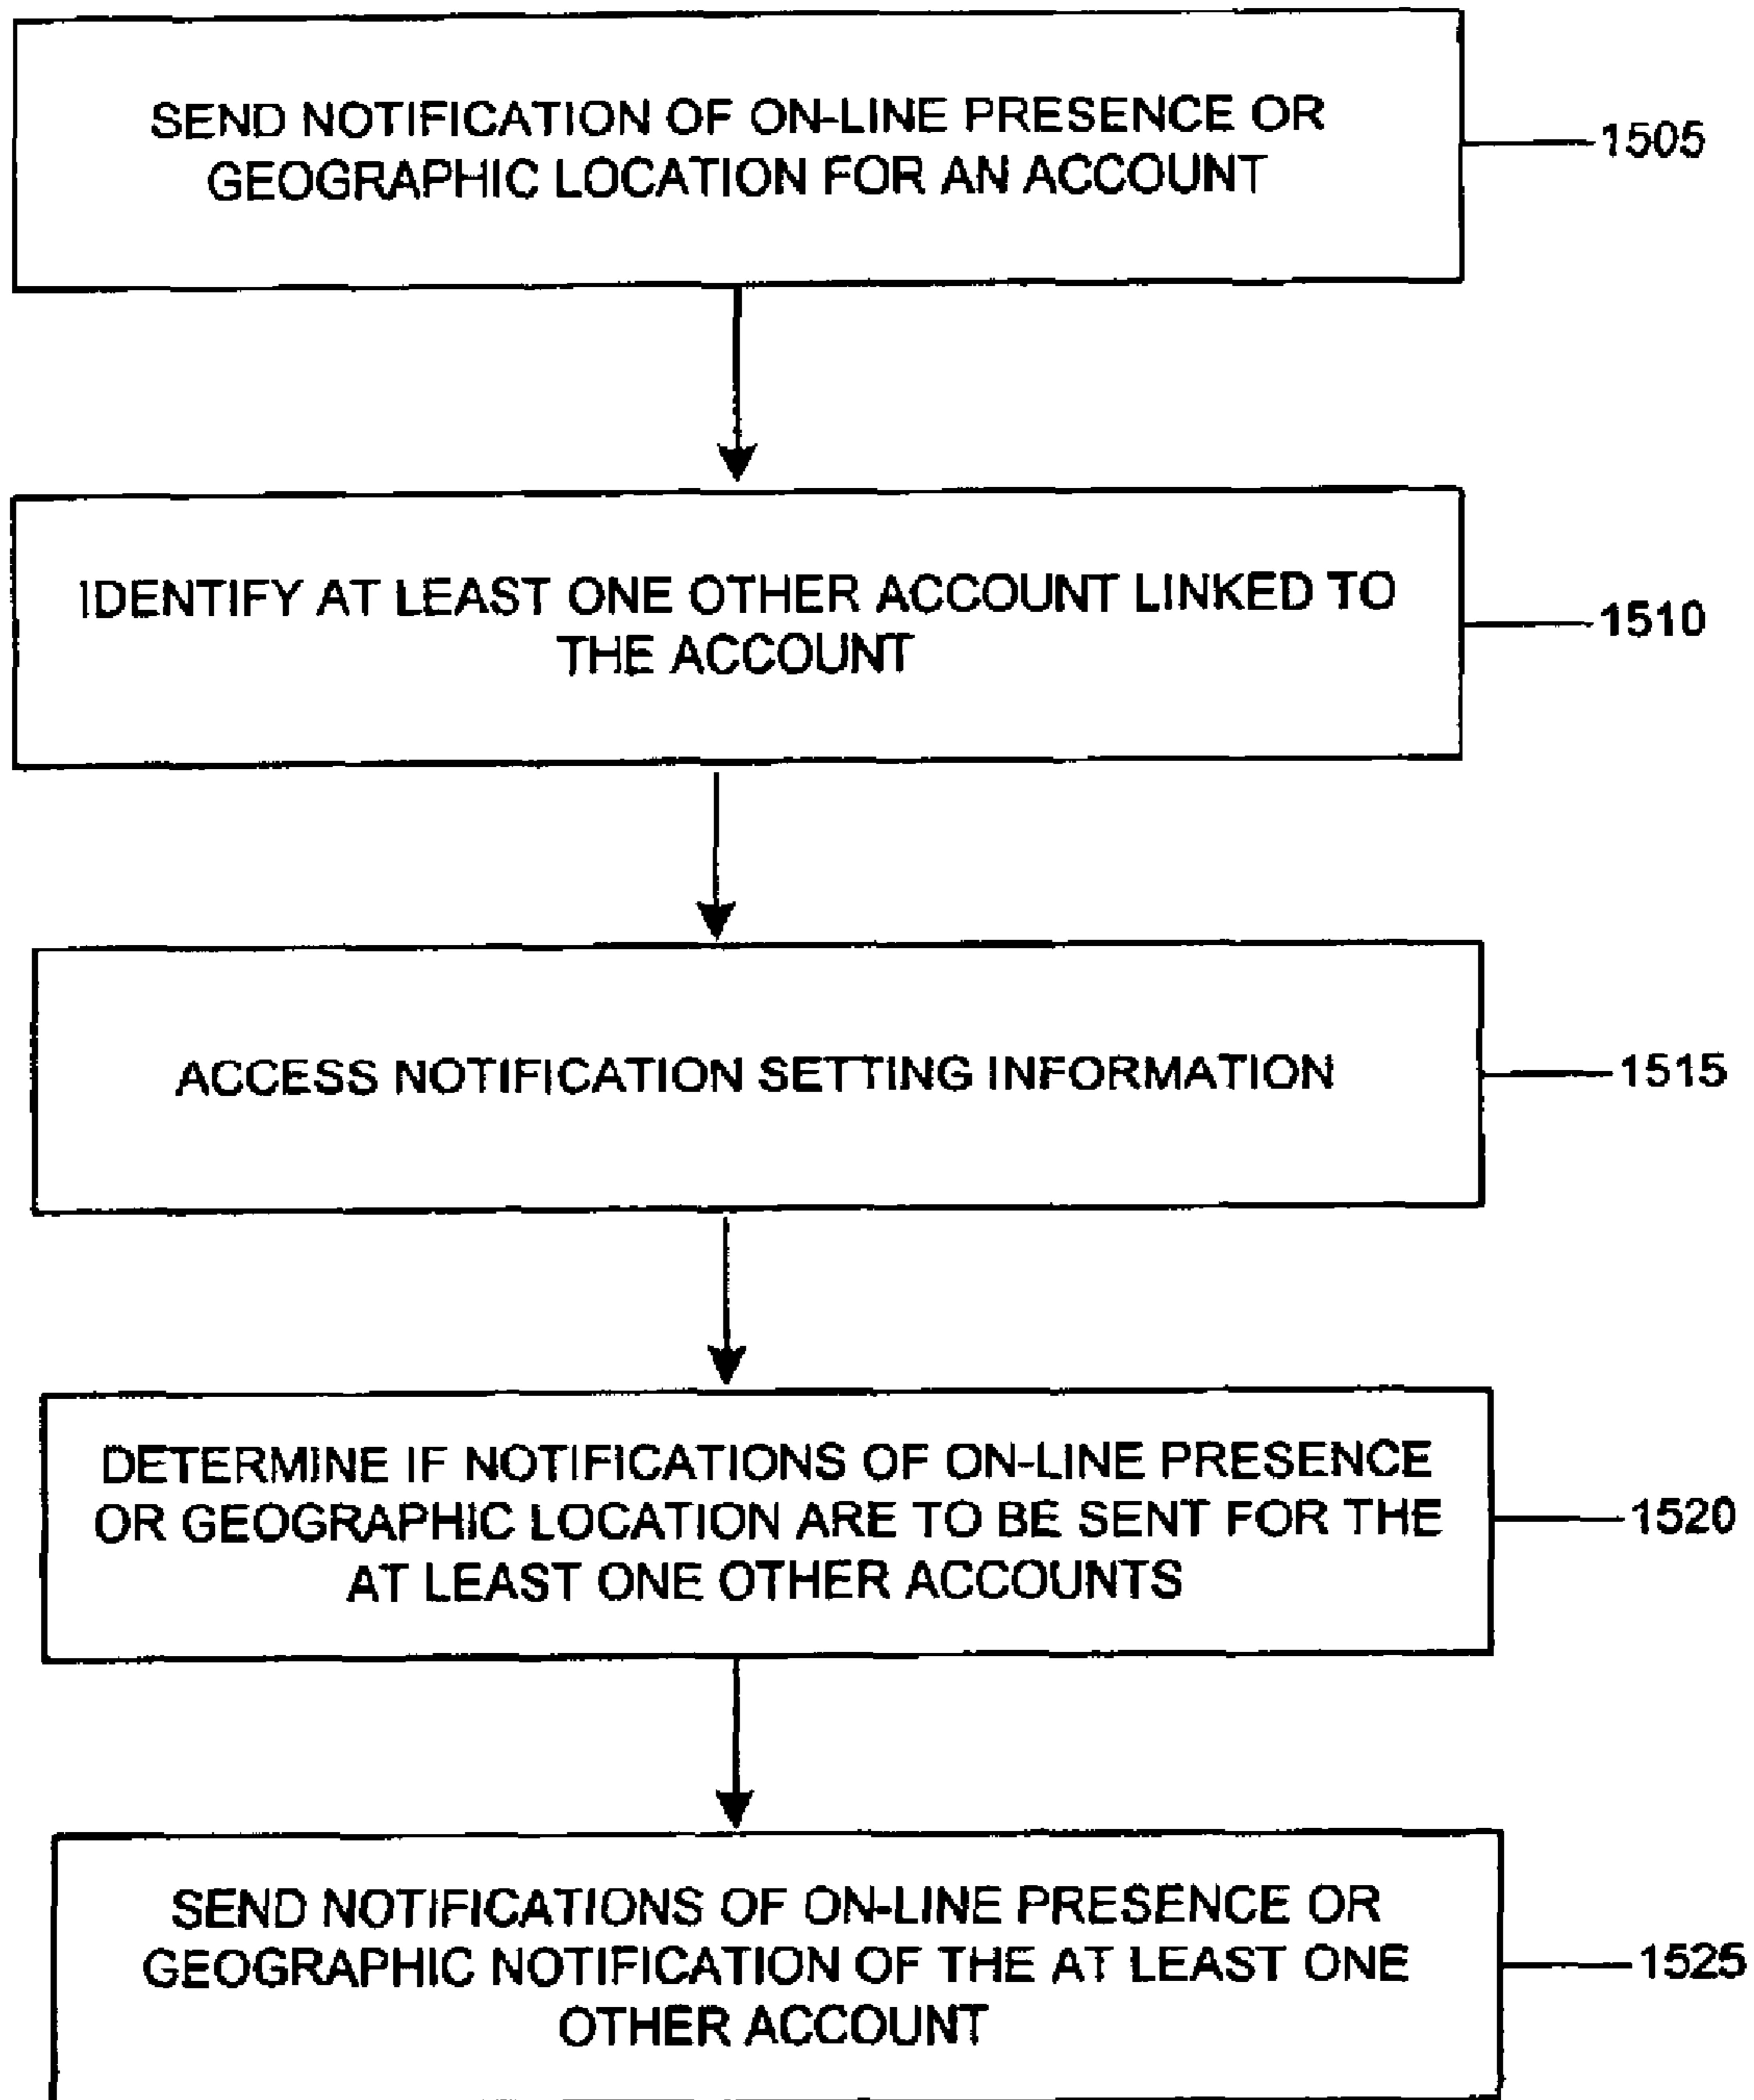 SEND NOTIFICATION OF ON-LINE PRESENCE OR
GEOGRAPHIC LOCATION FOR AN ACCOUNT
1505
IDENTIFY AT LEAST ONE OTHER ACCOUNT LINKED TO
THE ACCOUNT
1510
ACCESS NOTIFICATION SETTING INFORMATION
1515
DETERMINE IF NOTIFICATIONS OF ON-LINE PRESENCE
OR GEOGRAPHIC LOCATION ARE TO BE SENT FOR THE
AT LEAST ONE OTHER ACCOUNTS
1520
SEND NOTIFICATIONS OF ON-LINE PRESENCE OR
GEOGRAPHIC NOTIFICATION OF THE AT LEAST ONE
OTHER ACCOUNT
1525